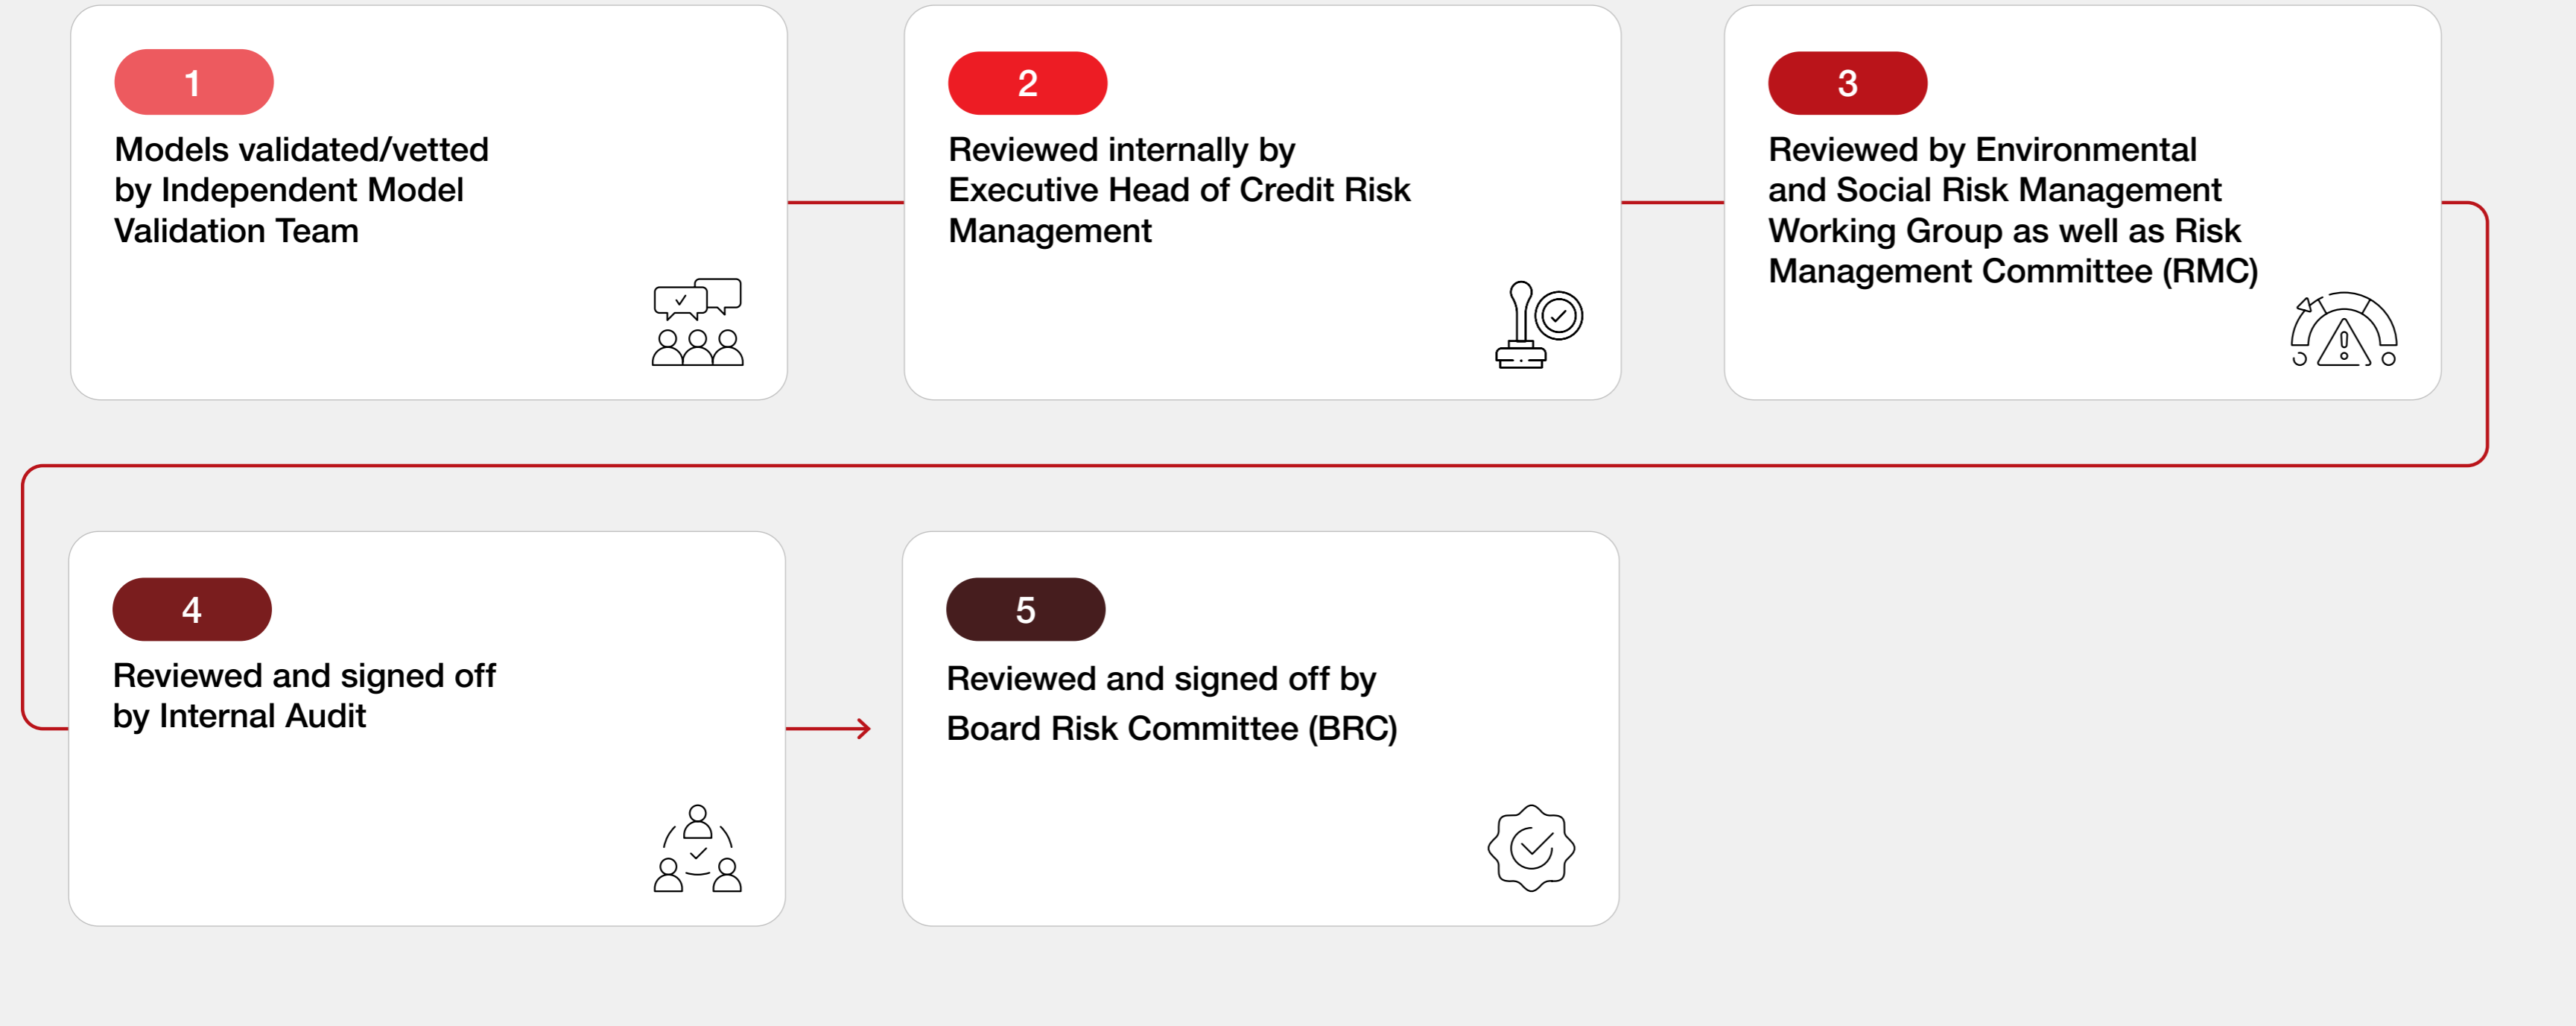 1
Models validated/vetted
by Independent Model
Validation Team
2
Reviewed internally by
Executive Head of Credit Risk
Management
3
Reviewed by Environmental
and Social Risk Management
Working Group as well as Risk
Management Committee (RMC)
4
Reviewed and signed off
by Internal Audit
5
Reviewed and signed off by
Board Risk Committee (BRC)